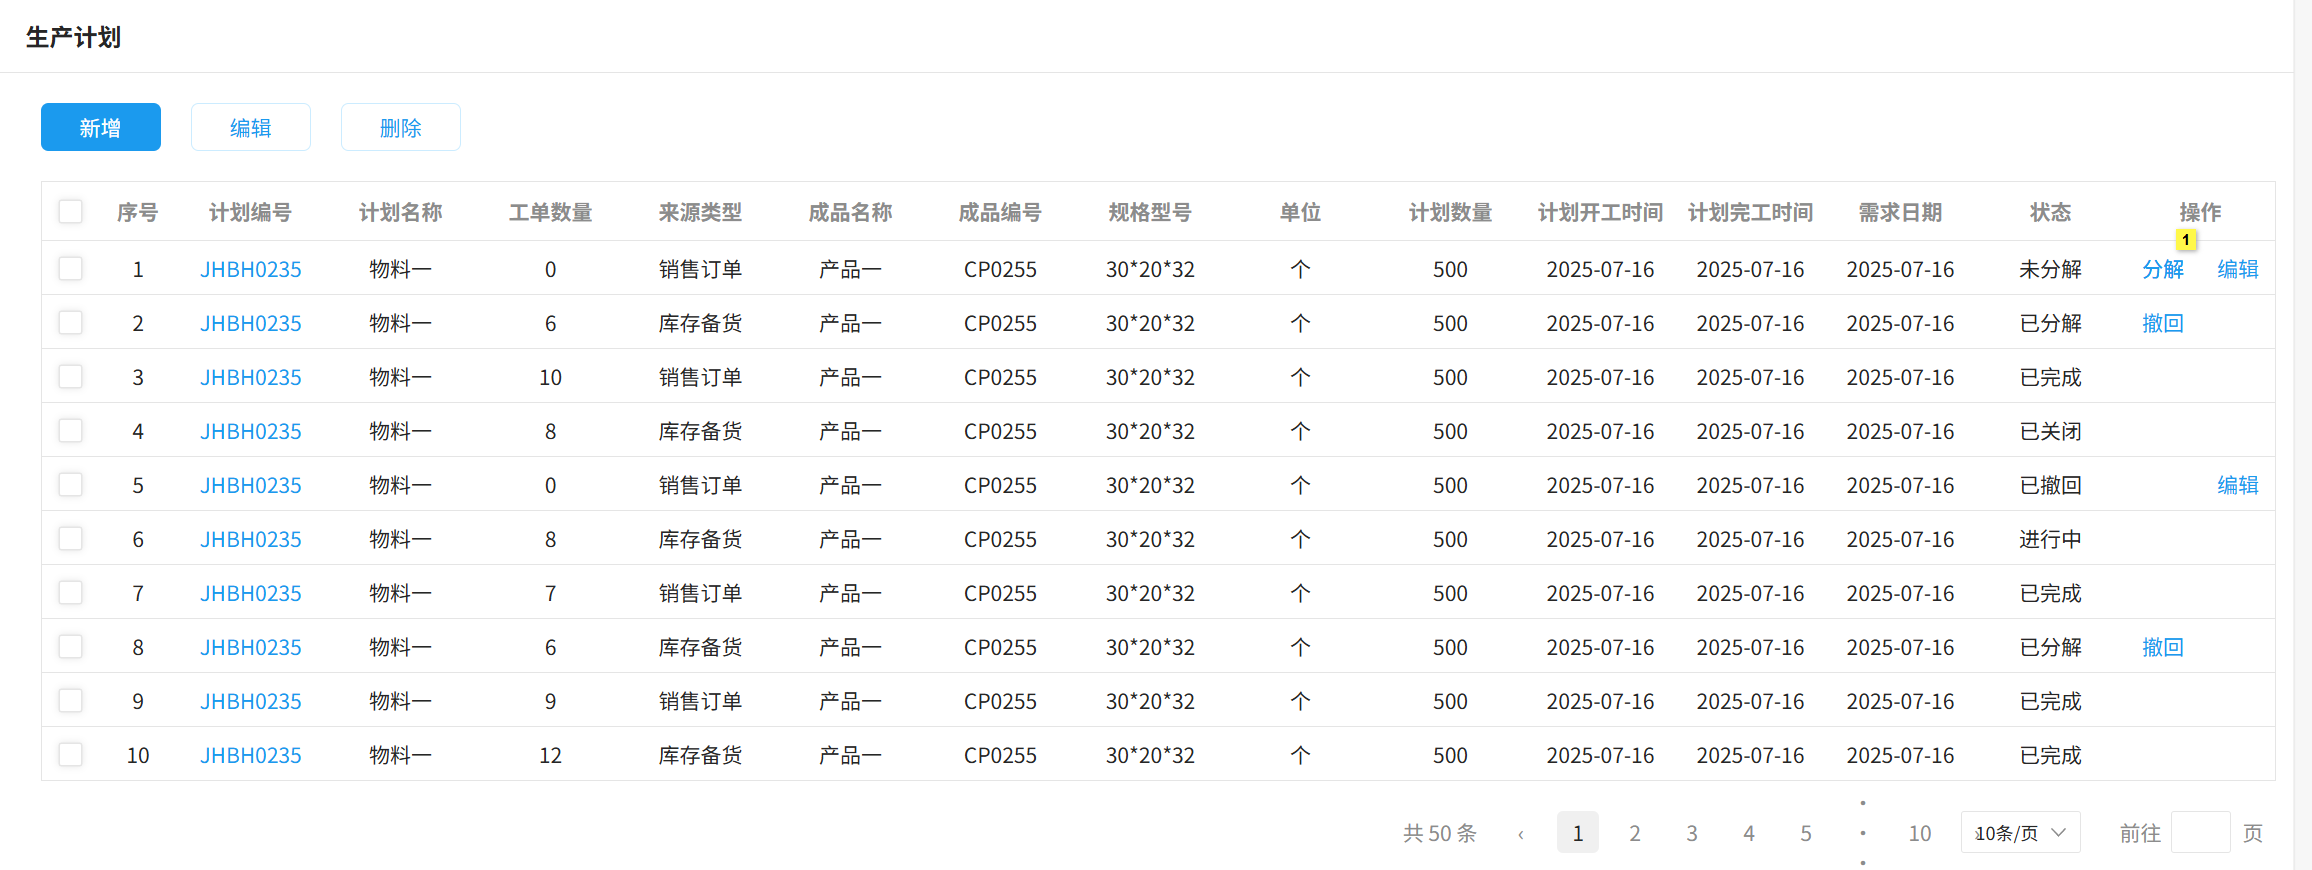 生产计划
新增 编辑 删除
序号 计划编号 计划名称 工单数量 来源类型 成品名称 成品编号 规格型号 单位 计划数量 计划开工时间 计划完工时间 需求日期 状态 操作
1
1 JHBH0235 物料一 0 销售订单 产品一 CP0255 30*20*32 个 500 2025-07-16 2025-07-16 2025-07-16 未分解 分解 编辑
2 JHBH0235 物料一 6 库存备货 产品一 CP0255 30*20*32 个 500 2025-07-16 2025-07-16 2025-07-16 已分解 撤回
3 JHBH0235 物料一 10 销售订单 产品一 CP0255 30*20*32 个 500 2025-07-16 2025-07-16 2025-07-16 已完成
4 JHBH0235 物料一 8 库存备货 产品一 CP0255 30*20*32 个 500 2025-07-16 2025-07-16 2025-07-16 已关闭
5 JHBH0235 物料一 0 销售订单 产品一 CP0255 30*20*32 个 500 2025-07-16 2025-07-16 2025-07-16 已撤回 编辑
6 JHBH0235 物料一 8 库存备货 产品一 CP0255 30*20*32 个 500 2025-07-16 2025-07-16 2025-07-16 进行中
7 JHBH0235 物料一 7 销售订单 产品一 CP0255 30*20*32 个 500 2025-07-16 2025-07-16 2025-07-16 已完成
8 JHBH0235 物料一 6 库存备货 产品一 CP0255 30*20*32 个 500 2025-07-16 2025-07-16 2025-07-16 已分解 撤回
9 JHBH0235 物料一 9 销售订单 产品一 CP0255 30*20*32 个 500 2025-07-16 2025-07-16 2025-07-16 已完成
10 JHBH0235 物料一 12 库存备货 产品一 CP0255 30*20*32 个 500 2025-07-16 2025-07-16 2025-07-16 已完成
共 50 条 ‹ 1 2 3 4 5 ··· 10 10条/页 前往 页